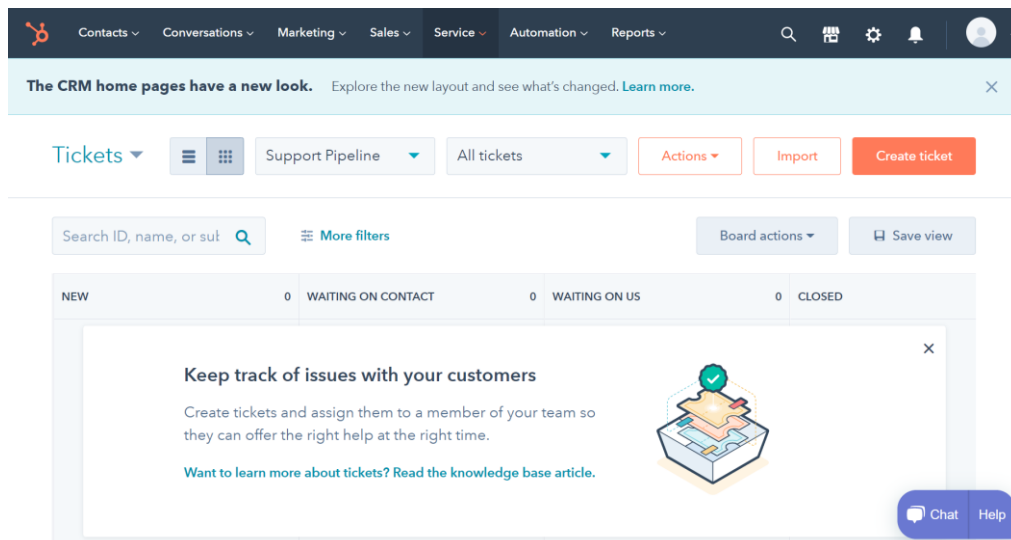 Contacts Conversations Marketing Sales Service Automation Reports
The CRM home pages have a new look. Explore the new layout and see what's changed. Learn more.
Tickets Support Pipeline All tickets Actions Import Create ticket
Search ID, name, or sul More filters Board actions Save view
NEW 0 WAITING ON CONTACT 0 WAITING ON US 0 CLOSED
Keep track of issues with your customers
Create tickets and assign them to a member of your team so
they can offer the right help at the right time.
Want to learn more about tickets? Read the knowledge base article.
Chat Help